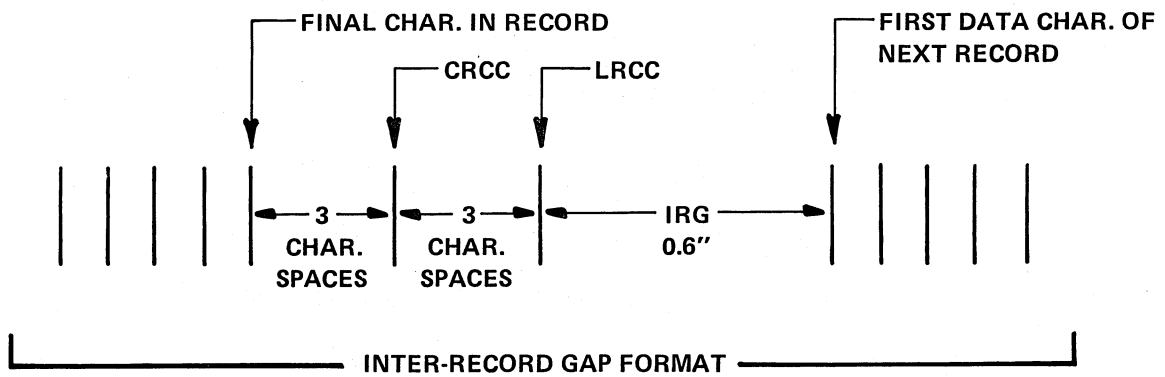 FINAL CHAR. IN RECORD
FIRST DATA CHAR. OF
NEXT RECORD
CRCC
LRCC
3
CHAR.
SPACES
3
CHAR.
SPACES
IRG
0.6″
INTER-RECORD GAP FORMAT